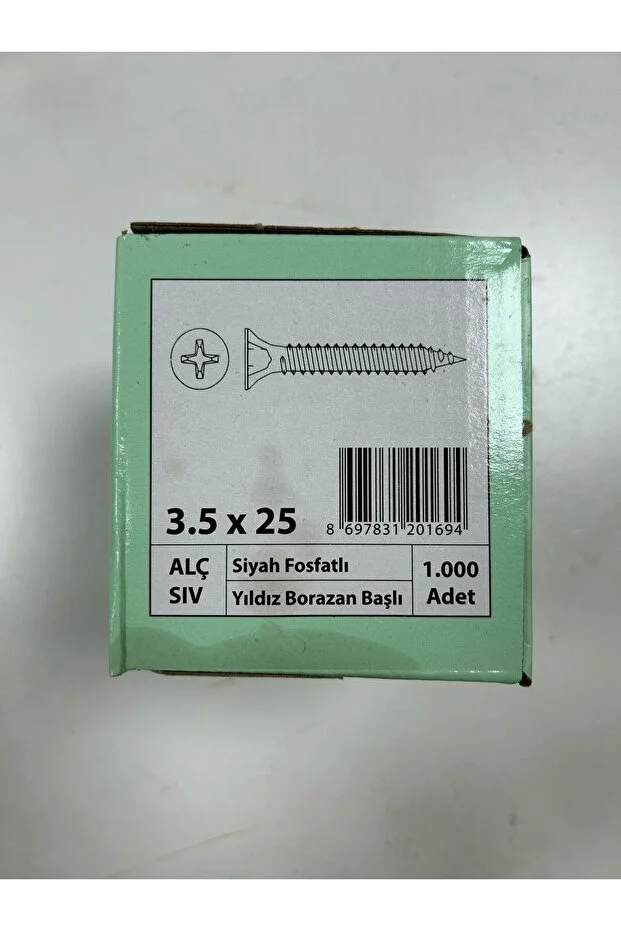 3.5 x 25
8 697831 201694
ALÇ
SIV
Siyah Fosfatlı
Yıldız Borazan Başlı
1.000
Adet